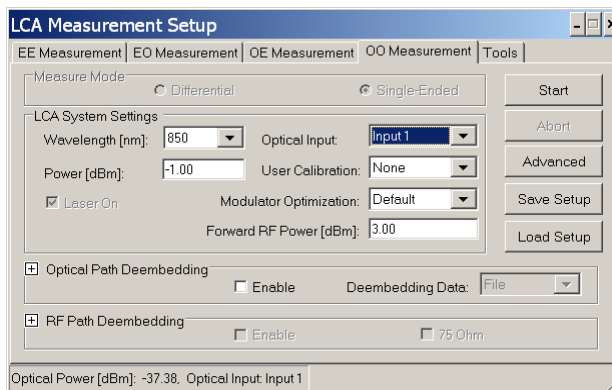 LCA Measurement Setup
EE Measurement EO Measurement OE Measurement OO Measurement Tools
Measure Mode
Differential Single-Ended
Start
LCA System Settings
Wavelength [nm]: 850 Optical Input: Input 1
Abort
Power [dBm]: -1.00 User Calibration: None
Advanced
Laser On Modulator Optimization: Default
Save Setup
Forward RF Power [dBm]: 3.00
Load Setup
Optical Path Deembedding
Enable Deembedding Data: File
RF Path Deembedding
Enable 75 Ohm
Optical Power [dBm]: -37.38, Optical Input: Input 1